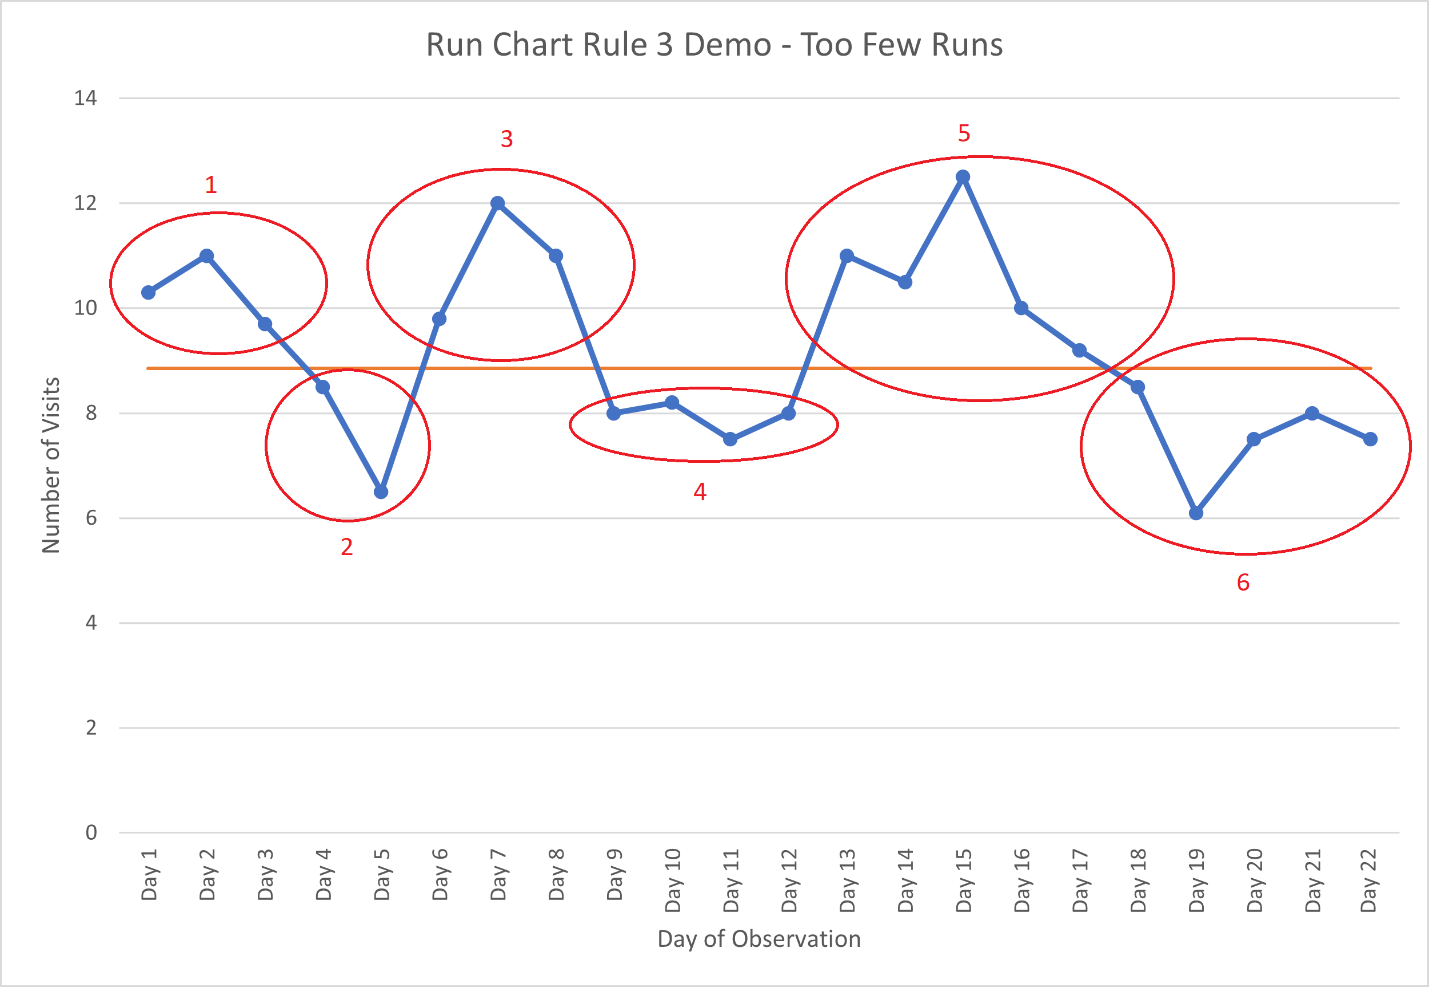 Run Chart Rule 3 Demo - Too Few Runs
14
12
10
8
6
4
2
0
Number of Visits
1
2
3
4
5
6
Day 1
Day 2
Day 3
Day 4
Day 5
Day 6
Day 7
Day 8
Day 9
Day 10
Day 11
Day 12
Day 13
Day 14
Day 15
Day 16
Day 17
Day 18
Day 19
Day 20
Day 21
Day 22
Day of Observation